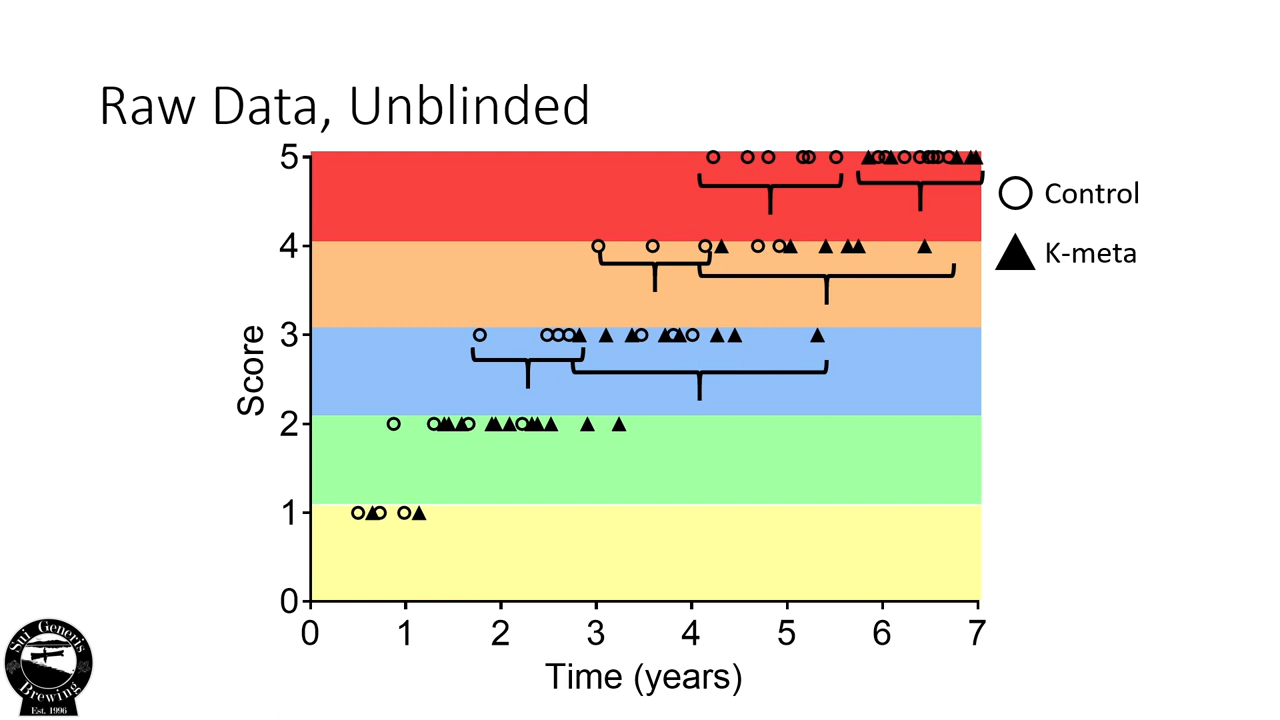 Raw Data, Unblinded
5
4
3
2
1
0
Score
0 1 2 3 4 5 6 7
Time (years)
Control
K-meta
Sui Generis
Brewing
Est. 1996